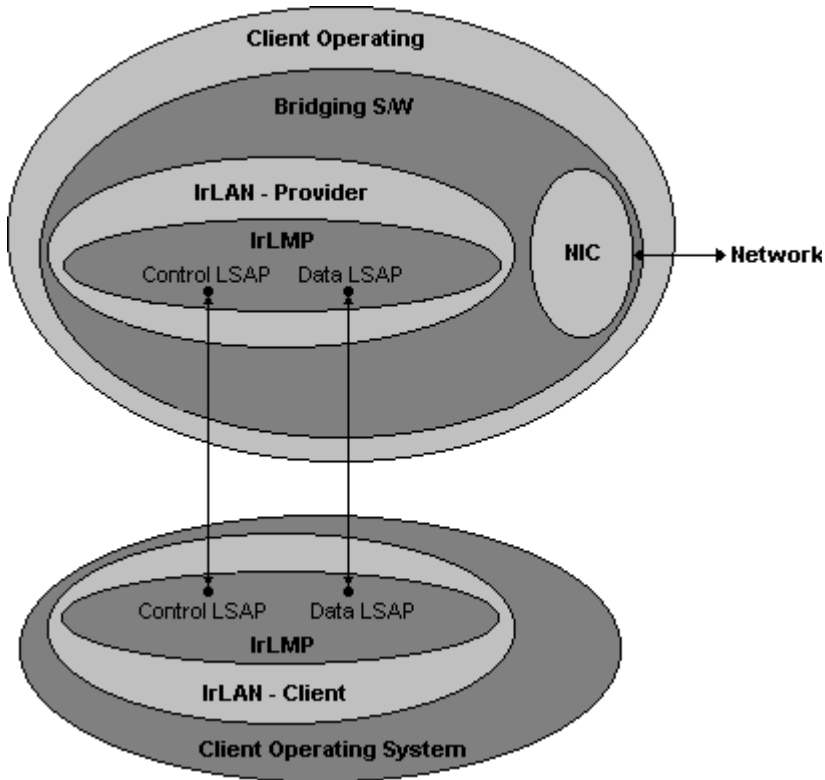 Client Operating
Bridging S/W
IrLAN - Provider
IrLMP
Control LSAP Data LSAP
NIC
Network
Control LSAP Data LSAP
IrLMP
IrLAN - Client
Client Operating System